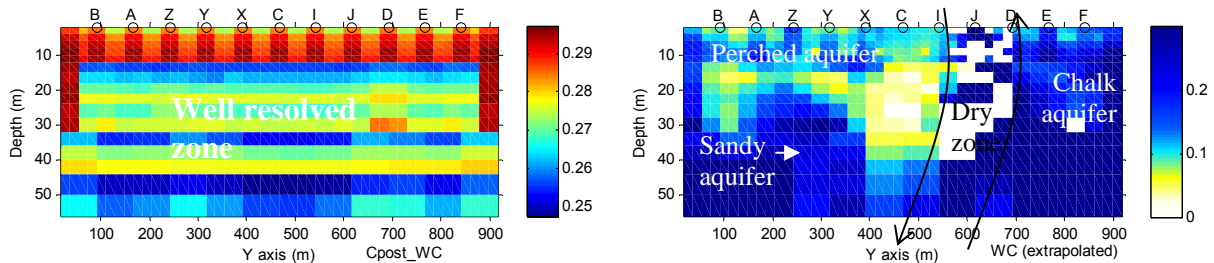 B A Z Y X C I J D E F
10
20
30
40
50
Depth (m)
Well resolved
zone
100 200 300 400 500 600 700 800 900
Y axis (m) Cpost_WC
0.29
0.28
0.27
0.26
0.25
B A Z Y X C I J D E F
10
20
30
40
50
Depth (m)
Perched aquifer
Chalk
aquifer
Dry
zon
Sandy
aquifer
100 200 300 400 500 600 700 800 900
Y axis (m) WC (extrapolated)
0.2
0.1
0